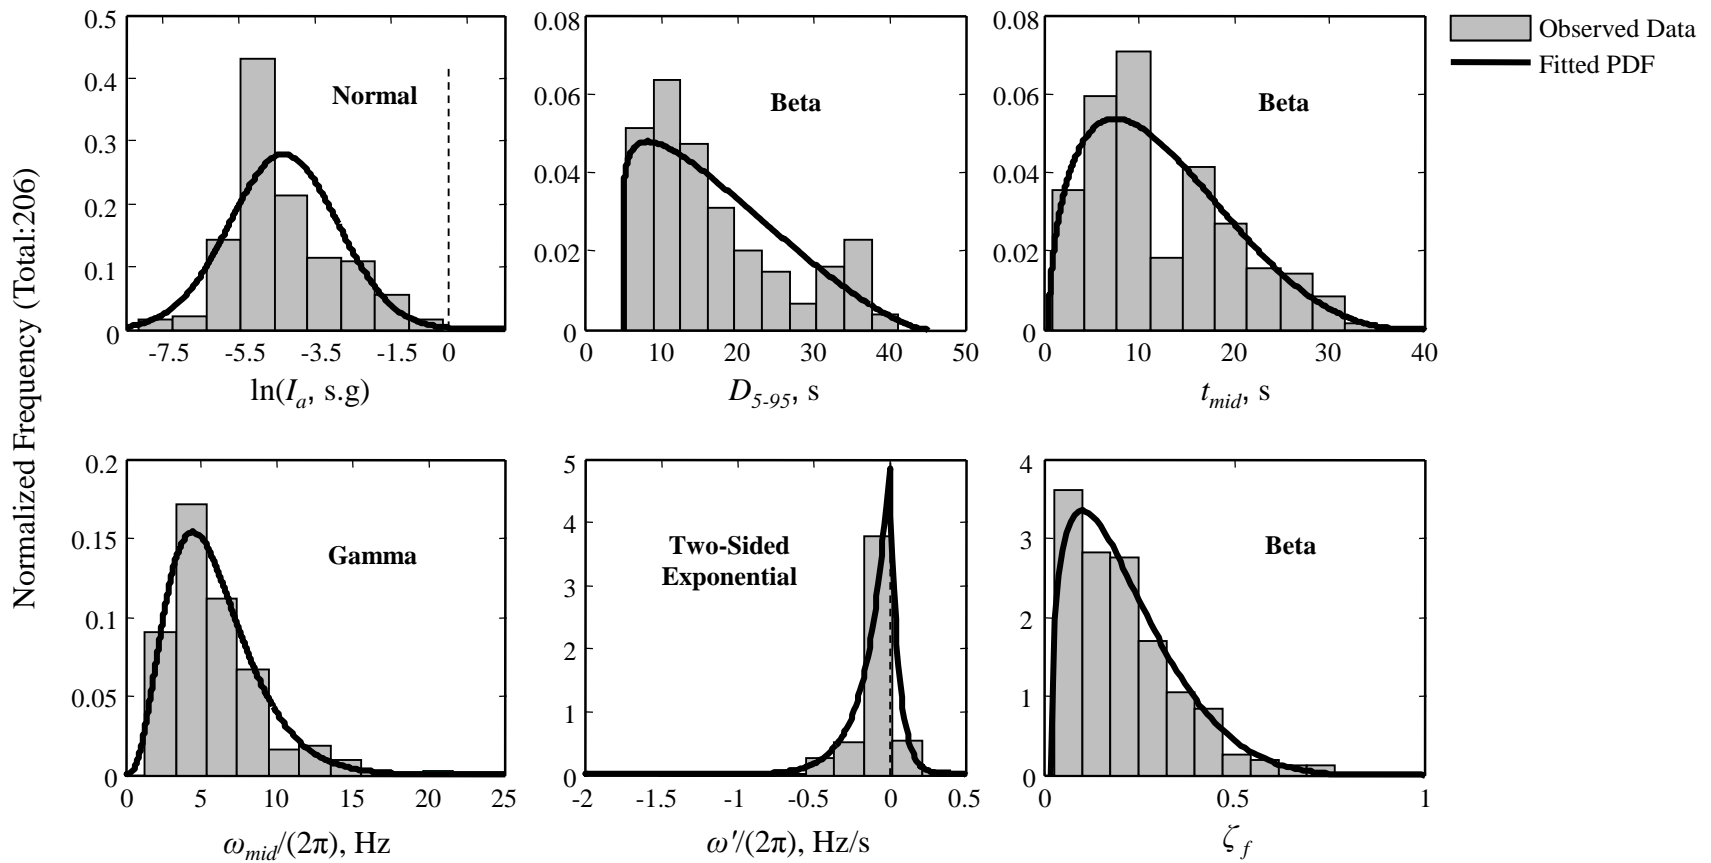 Normalized Frequency (Total:206)
0.5
0.4
0.3
0.2
0.1
0
Normal
-7.5 -5.5 -3.5 -1.5 0
ln(I_a, s.g)
0.08
0.06
0.04
0.02
0
Beta
0 10 20 30 40 50
D_5-95, s
0.08
0.06
0.04
0.02
0
Beta
0 10 20 30 40
t_mid, s
Observed Data
Fitted PDF
0.2
0.15
0.1
0.05
0
Gamma
0 5 10 15 20 25
ω_mid/(2π), Hz
5
4
3
2
1
0
Two-Sided
Exponential
-2 -1.5 -1 -0.5 0 0.5
ω'/(2π), Hz/s
4
3
2
1
0
Beta
0 0.5 1
ζ_f